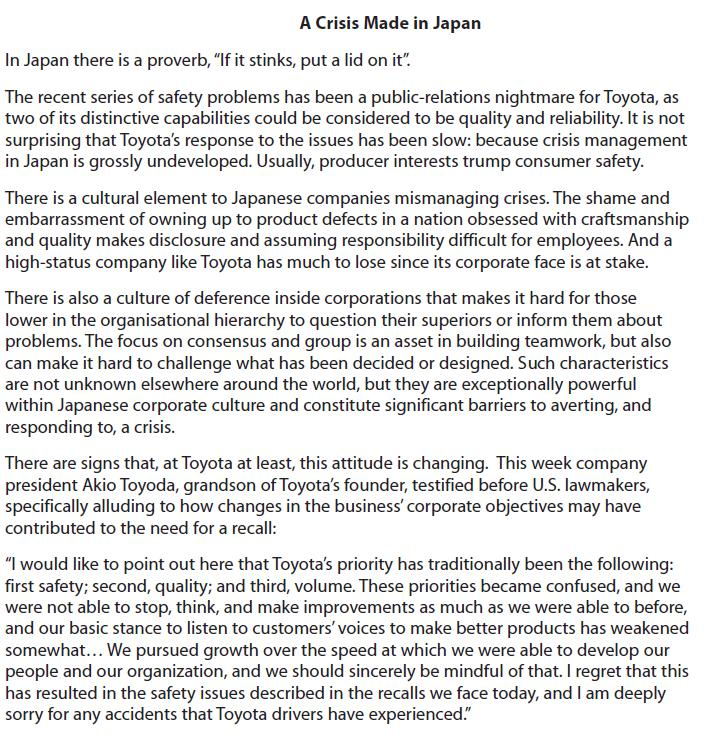 A Crisis Made in Japan
In Japan there is a proverb, “If it stinks, put a lid on it”.
The recent series of safety problems has been a public-relations nightmare for Toyota, as
two of its distinctive capabilities could be considered to be quality and reliability. It is not
surprising that Toyota’s response to the issues has been slow: because crisis management
in Japan is grossly undeveloped. Usually, producer interests trump consumer safety.
There is a cultural element to Japanese companies mismanaging crises. The shame and
embarrassment of owning up to product defects in a nation obsessed with craftsmanship
and quality makes disclosure and assuming responsibility difficult for employees. And a
high-status company like Toyota has much to lose since its corporate face is at stake.
There is also a culture of deference inside corporations that makes it hard for those
lower in the organisational hierarchy to question their superiors or inform them about
problems. The focus on consensus and group is an asset in building teamwork, but also
can make it hard to challenge what has been decided or designed. Such characteristics
are not unknown elsewhere around the world, but they are exceptionally powerful
within Japanese corporate culture and constitute significant barriers to averting, and
responding to, a crisis.
There are signs that, at Toyota at least, this attitude is changing.  This week company
president Akio Toyoda, grandson of Toyota’s founder, testified before U.S. lawmakers,
specifically alluding to how changes in the business’ corporate objectives may have
contributed to the need for a recall:
“I would like to point out here that Toyota’s priority has traditionally been the following:
first safety; second, quality; and third, volume. These priorities became confused, and we
were not able to stop, think, and make improvements as much as we were able to before,
and our basic stance to listen to customers’ voices to make better products has weakened
somewhat… We pursued growth over the speed at which we were able to develop our
people and our organization, and we should sincerely be mindful of that. I regret that this
has resulted in the safety issues described in the recalls we face today, and I am deeply
sorry for any accidents that Toyota drivers have experienced.”